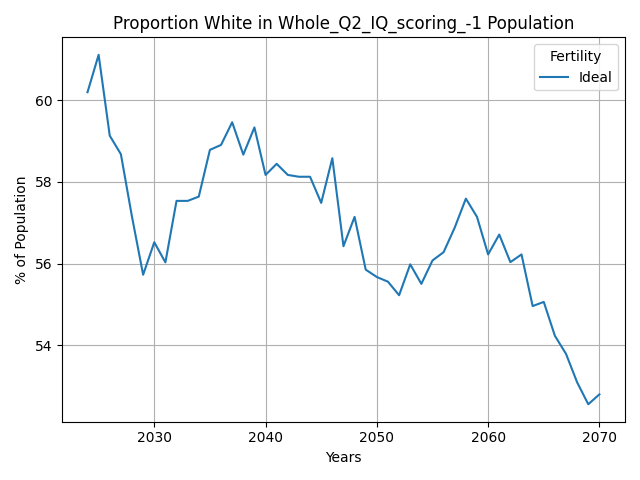 Proportion White in Whole_Q2_IQ_scoring_-1 Population
Fertility
Ideal
% of Population
60
58
56
54
2030 2040 2050 2060 2070
Years